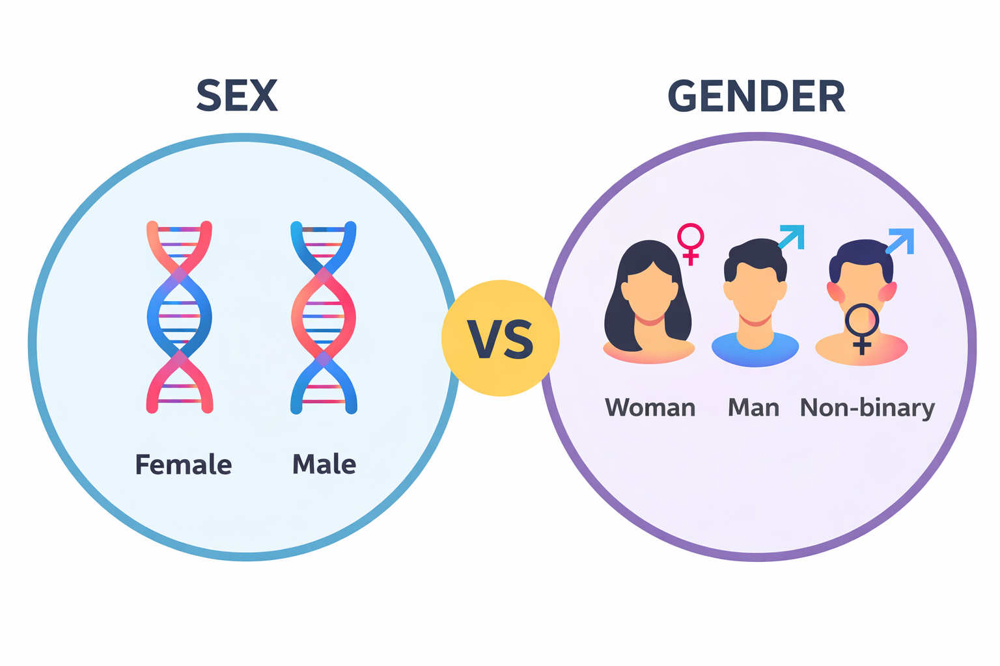 SEX
GENDER
VS
Female
Male
Woman
Man
Non-binary